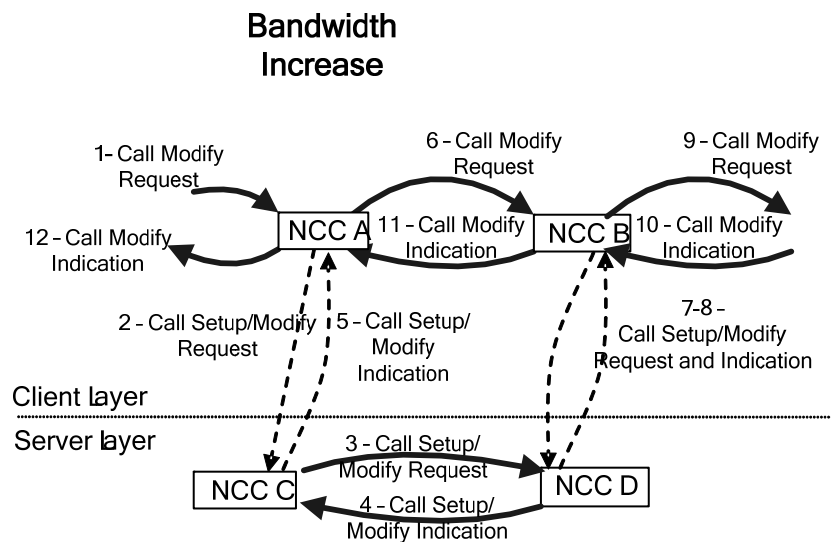 Bandwidth
Increase
1- Call Modify
Request
6 - Call Modify
Request
9 - Call Modify
Request
NCC A
11 - Call Modify
Indication
NCC B
10 - Call Modify
Indication
12 - Call Modify
Indication
2 - Call Setup/Modify
Request
5 - Call Setup/
Modify
Indication
7-8 -
Call Setup/Modify
Request and Indication
Client Layer
Server Layer
3 - Call Setup/
Modify Request
NCC C
NCC D
4 - Call Setup/
Modify Indication